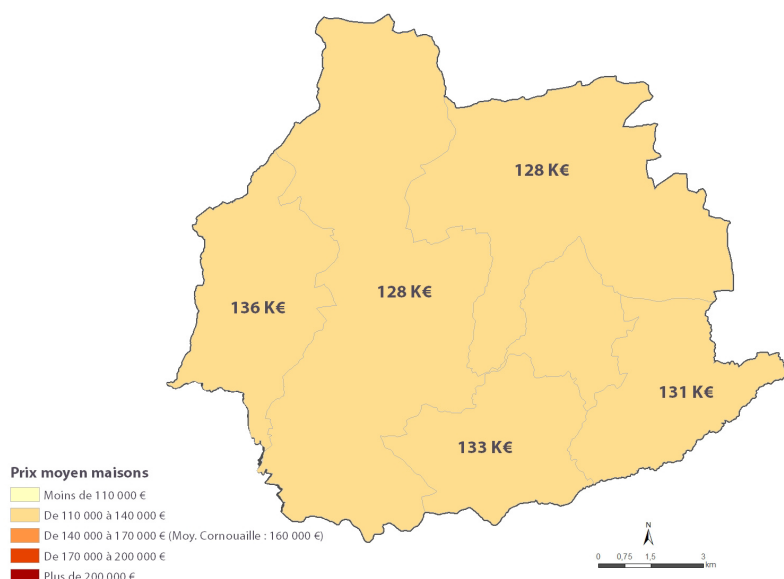 128 K€
128 K€
136 K€
131 K€
133 K€
Prix moyen maisons
Moins de 110 000 €
De 110 000 à 140 000 €
De 140 000 à 170 000 € (Moy. Cornouaille : 160 000 €)
De 170 000 à 200 000 €
Plus de 200 000 €
N
0 0,75 1,5 3
km